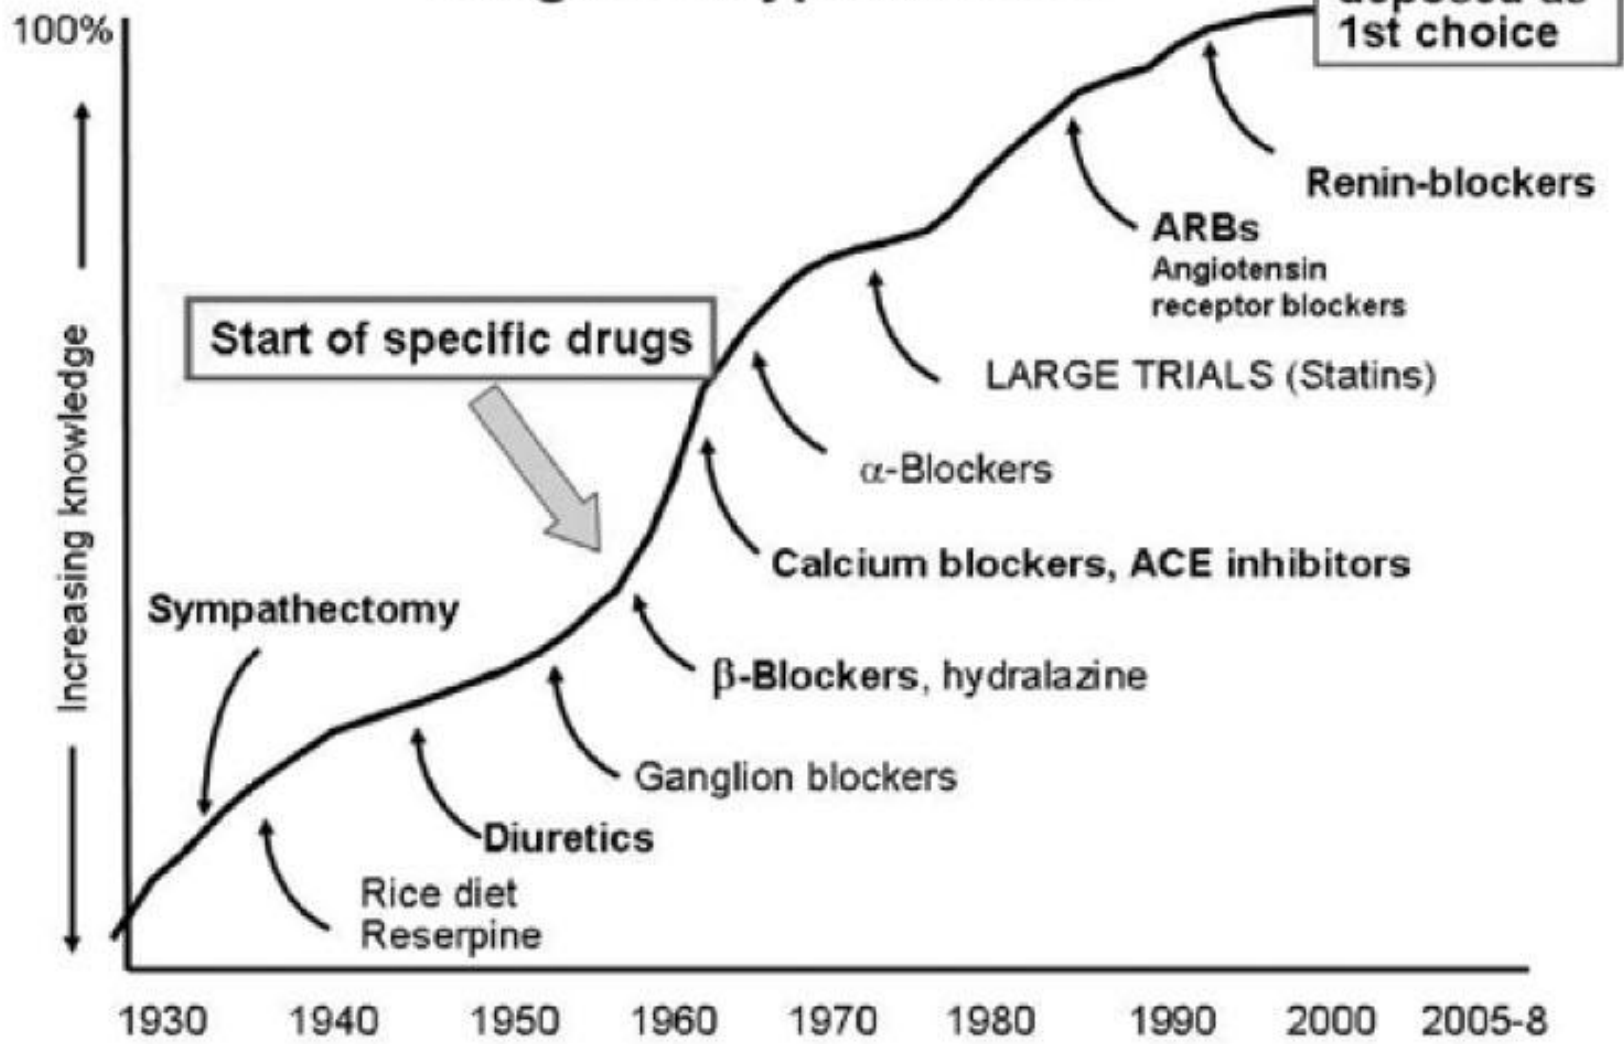 100%
1st choice
Renin-blockers
ARBs
Angiotensin
receptor blockers
Start of specific drugs
LARGE TRIALS (Statins)
α-Blockers
Calcium blockers, ACE inhibitors
Sympathectomy
β-Blockers, hydralazine
Ganglion blockers
Diuretics
Rice diet
Reserpine
Increasing knowledge
1930 1940 1950 1960 1970 1980 1990 2000 2005-8